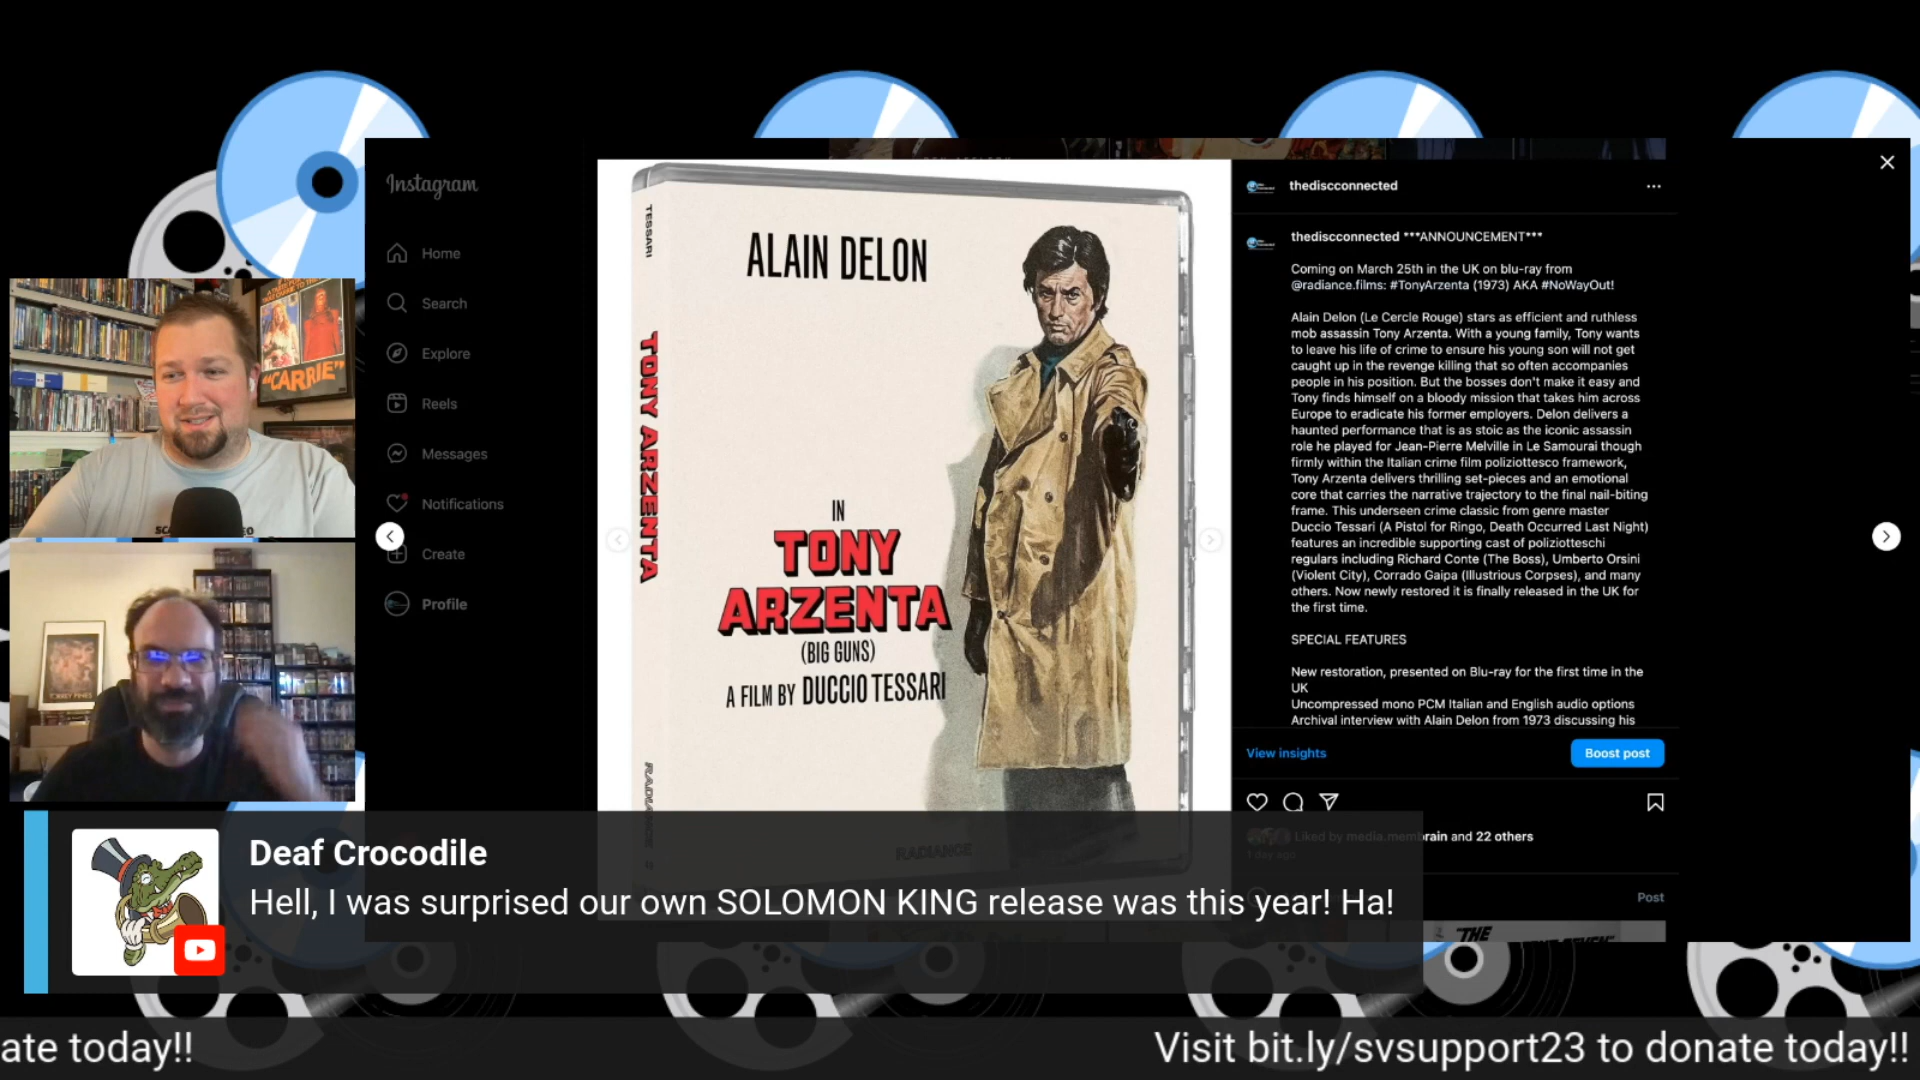 Instagram
Home
Search
Explore
Reels
Messages
Notifications
Create
Profile
"CARRIE"
TORREY PINES
TESSARI
TONY ARZENTA
ALAIN DELON
IN
TONY
ARZENTA
(BIG GUNS)
A FILM BY DUCCIO TESSARI
RADIANCE
thediscconnected
thediscconnected ***ANNOUNCEMENT***
Coming on March 25th in the UK on blu-ray from
@radiance.films: #TonyArzenta (1973) AKA #NoWayOut!
Alain Delon (Le Cercle Rouge) stars as efficient and ruthless
mob assassin Tony Arzenta. With a young family, Tony wants
to leave his life of crime to ensure his young son will not get
caught up in the revenge killing that so often accompanies
people in his position. But the bosses don't make it easy and
Tony finds himself on a bloody mission that takes him across
Europe to eradicate his former employers. Delon delivers a
haunted performance that is as stoic as the iconic assassin
role he played for Jean-Pierre Melville in Le Samourai though
firmly within the Italian crime film poliziottesco framework,
Tony Arzenta delivers thrilling set-pieces and an emotional
core that carries the narrative trajectory to the final nail-biting
frame. This underseen crime classic from genre master
Duccio Tessari (A Pistol for Ringo, Death Occurred Last Night)
features an incredible supporting cast of poliziotteschi
regulars including Richard Conte (The Boss), Umberto Orsini
(Violent City), Corrado Gaipa (Illustrious Corpses), and many
others. Now newly restored it is finally released in the UK for
the first time.
SPECIAL FEATURES
New restoration, presented on Blu-ray for the first time in the
UK
Uncompressed mono PCM Italian and English audio options
Archival interview with Alain Delon from 1973 discussing his
View insights
Boost post
Liked by media.membrain and 22 others
1 day ago
Post
"THE
Deaf Crocodile
Hell, I was surprised our own SOLOMON KING release was this year! Ha!
ate today!!
Visit bit.ly/svsupport23 to donate today!!